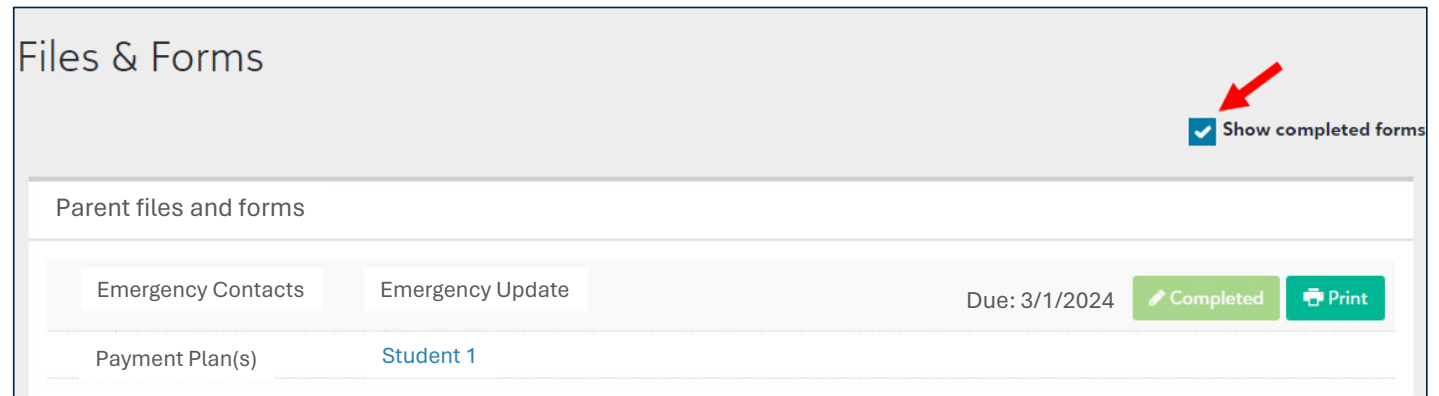 Files & Forms
Show completed forms
Parent files and forms
Emergency Contacts Emergency Update Due: 3/1/2024 Completed Print
Payment Plan(s) Student 1